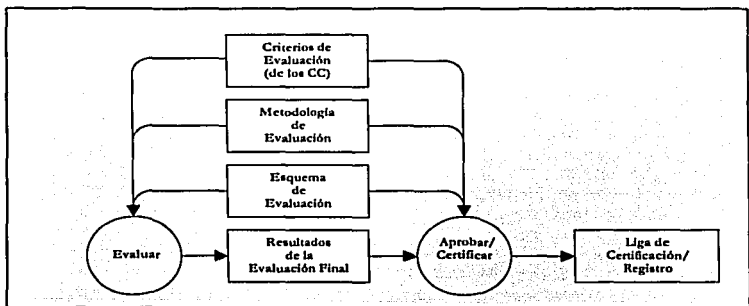 Criterios de
Evaluación
(de los CC)
Metodología
de
Evaluación
Esquema
de
Evaluación
Evaluar
Resultados
de la
Evaluación Final
Aprobar/
Certificar
Liga de
Certificación/
Registro